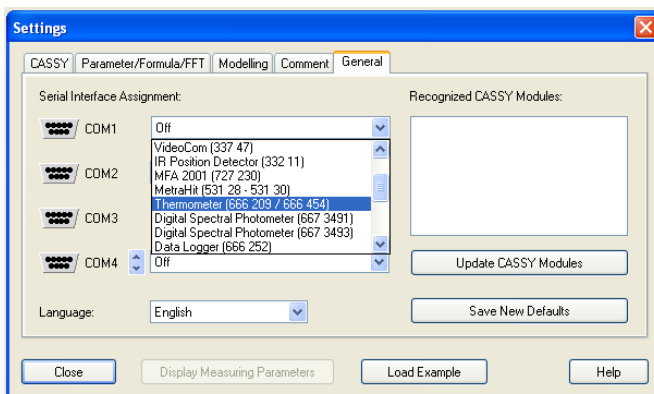 Settings
CASSY Parameter/Formula/FFT Modelling Comment General
Serial Interface Assignment:
Recognized CASSY Modules:
COM1 Off
VideoCom (337 47)
IR Position Detector (332 11)
COM2
MFA 2001 (727 230)
MetraHit (531 28 - 531 30)
Thermometer (666 209 / 666 454)
COM3
Digital Spectral Photometer (667 3491)
Digital Spectral Photometer (667 3493)
Data Logger (666 252)
COM4 Off
Update CASSY Modules
Language: English
Save New Defaults
Close Display Measuring Parameters Load Example Help